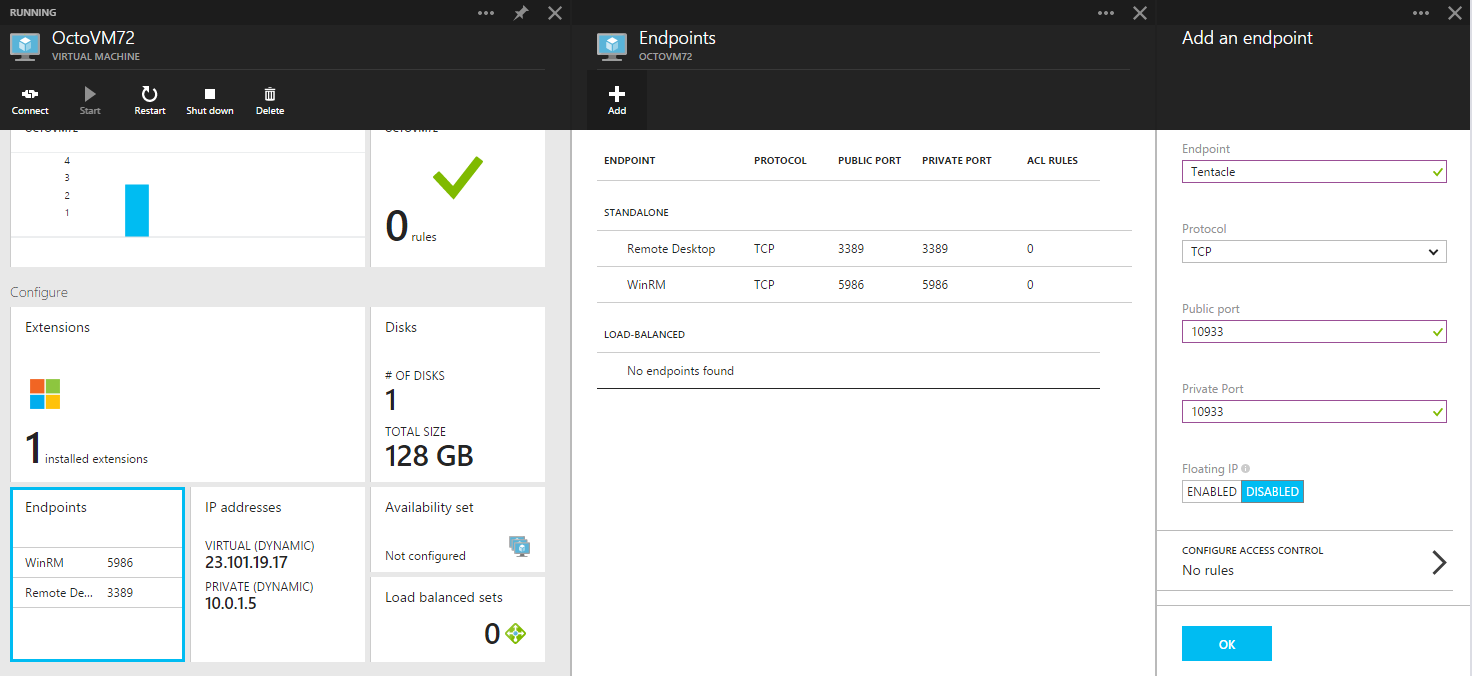 RUNNING
OctoVM72
VIRTUAL MACHINE
Connect
Start
Restart
Shut down
Delete
OCTOVM72
4
3
2
1
OCTOVM72
0 rules
Configure
Extensions
1 installed extensions
Disks
# OF DISKS
1
TOTAL SIZE
128 GB
Endpoints
WinRM 5986
Remote De... 3389
IP addresses
VIRTUAL (DYNAMIC)
23.101.19.17
PRIVATE (DYNAMIC)
10.0.1.5
Availability set
Not configured
Load balanced sets
0
Endpoints
OCTOVM72
Add
ENDPOINT PROTOCOL PUBLIC PORT PRIVATE PORT ACL RULES
STANDALONE
Remote Desktop TCP 3389 3389 0
WinRM TCP 5986 5986 0
LOAD-BALANCED
No endpoints found
Add an endpoint
Endpoint
Tentacle
Protocol
TCP
Public port
10933
Private Port
10933
Floating IP
ENABLED DISABLED
CONFIGURE ACCESS CONTROL
No rules
OK